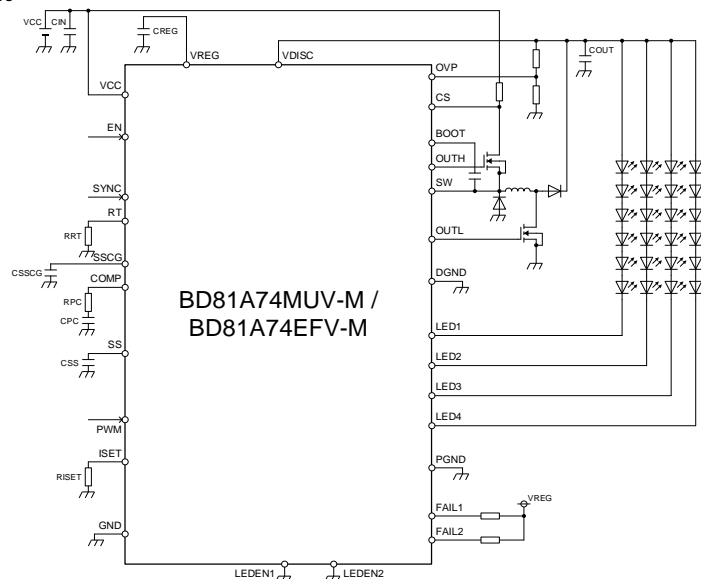 VCC
CIN
CREG
VREG
VDISC
COUT
VCC
EN
SYNC
RT
RRT
SSCG
CSSCG
COMP
RPC
CPC
SS
CSS
PWM
ISET
RISET
GND
BD81A74MUV-M /
BD81A74EFV-M
OVP
CS
BOOT
OUTH
SW
OUTL
DGND
LED1
LED2
LED3
LED4
PGND
FAIL1
FAIL2
VREG
LEDEN1
LEDEN2